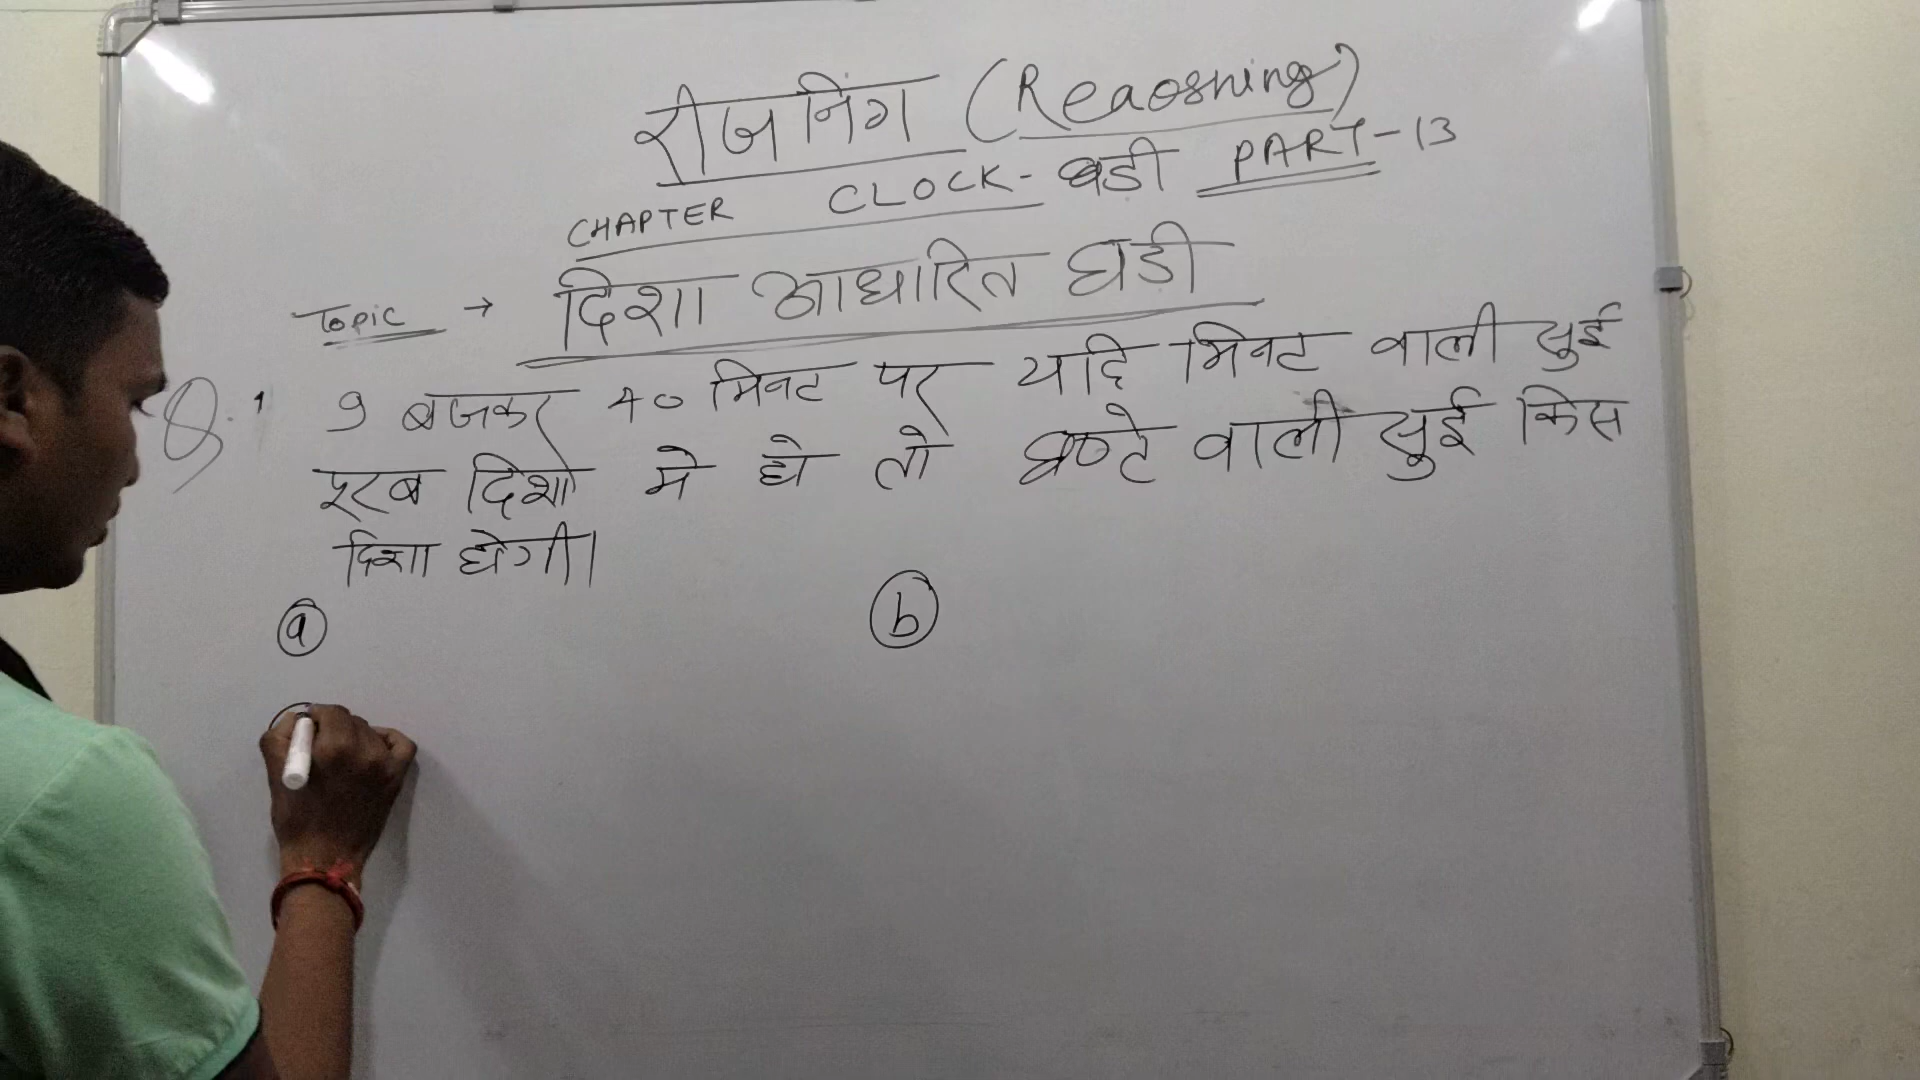 रीजनिंग (Reaosning)
CHAPTER CLOCK - घडी PART-13
Topic → दिशा आधारित घडी
Q.1 9 बजकर 40 मिनट पर यदि मिनट वाली सुई
पूरब दिशा मे हो तो घण्टे वाली सुई किस
दिशा होगी।
(a) (b)